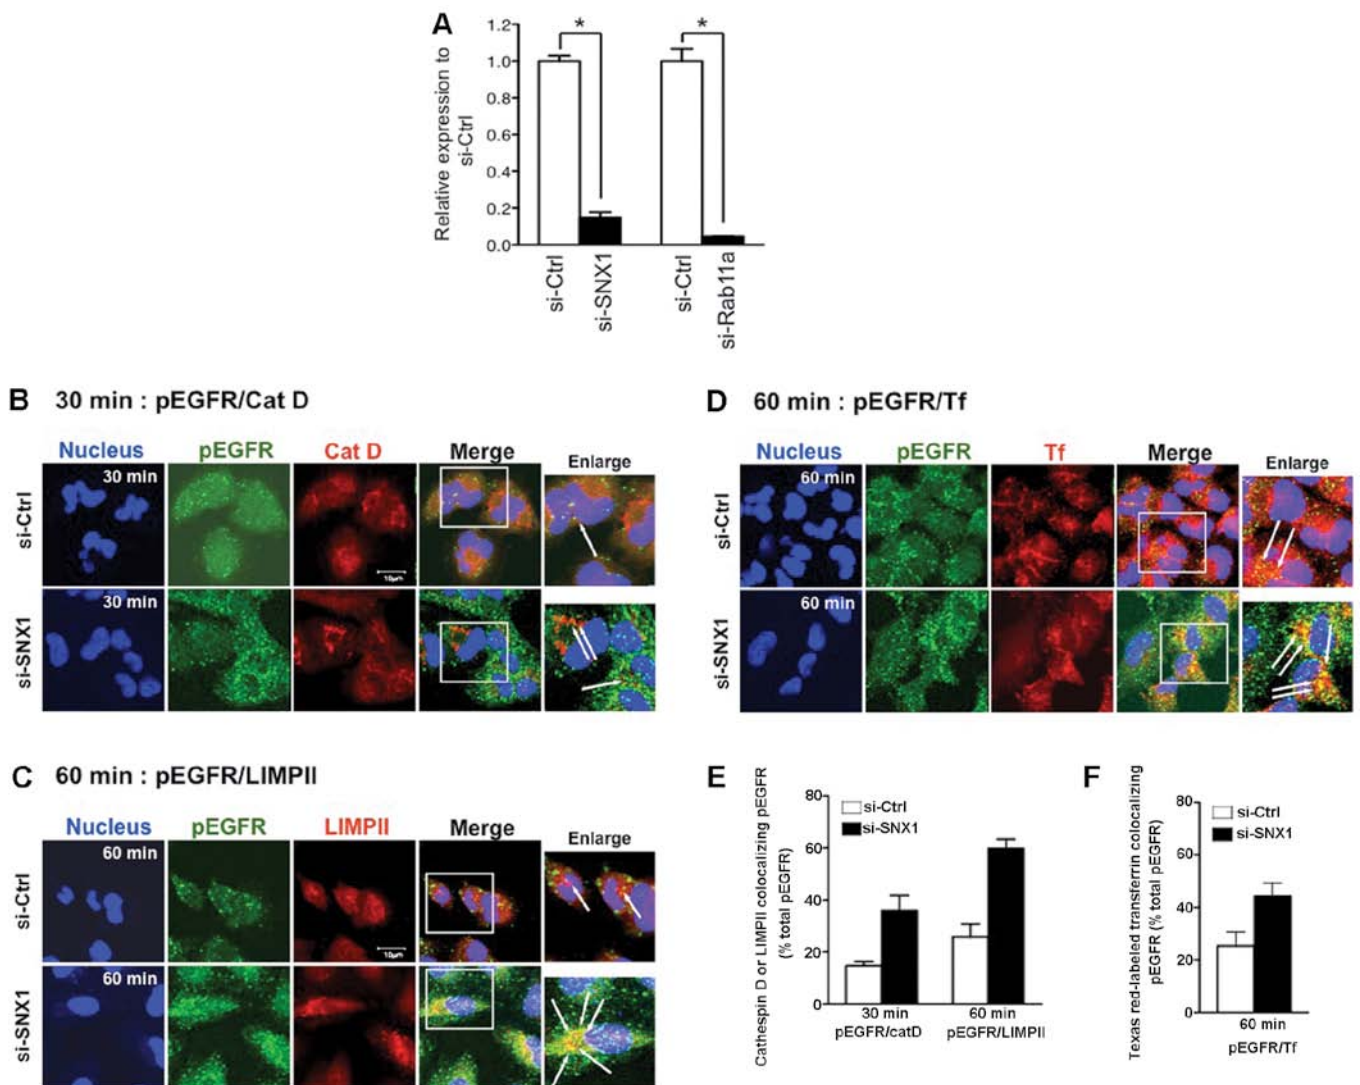 A
Relative expression to
si-Ctrl
1.2
1.0
0.8
0.6
0.4
0.2
0.0
*
*
si-Ctrl
si-SNX1
si-Ctrl
si-Rab11a
B 30 min : pEGFR/Cat D
Nucleus pEGFR Cat D Merge Enlarge
si-Ctrl
30 min
10μm
si-SNX1
30 min
C 60 min : pEGFR/LIMPII
Nucleus pEGFR LIMPII Merge Enlarge
si-Ctrl
60 min
10μm
si-SNX1
60 min
D 60 min : pEGFR/Tf
Nucleus pEGFR Tf Merge Enlarge
si-Ctrl
60 min
si-SNX1
60 min
E
Cathespin D or LIMPII colocalizing pEGFR
(% total pEGFR)
80
60
40
20
0
si-Ctrl
si-SNX1
30 min 60 min
pEGFR/catD pEGFR/LIMPII
F
Texas red-labeled transferrin colocalizing
pEGFR (% total pEGFR)
80
60
40
20
0
si-Ctrl
si-SNX1
60 min
pEGFR/Tf